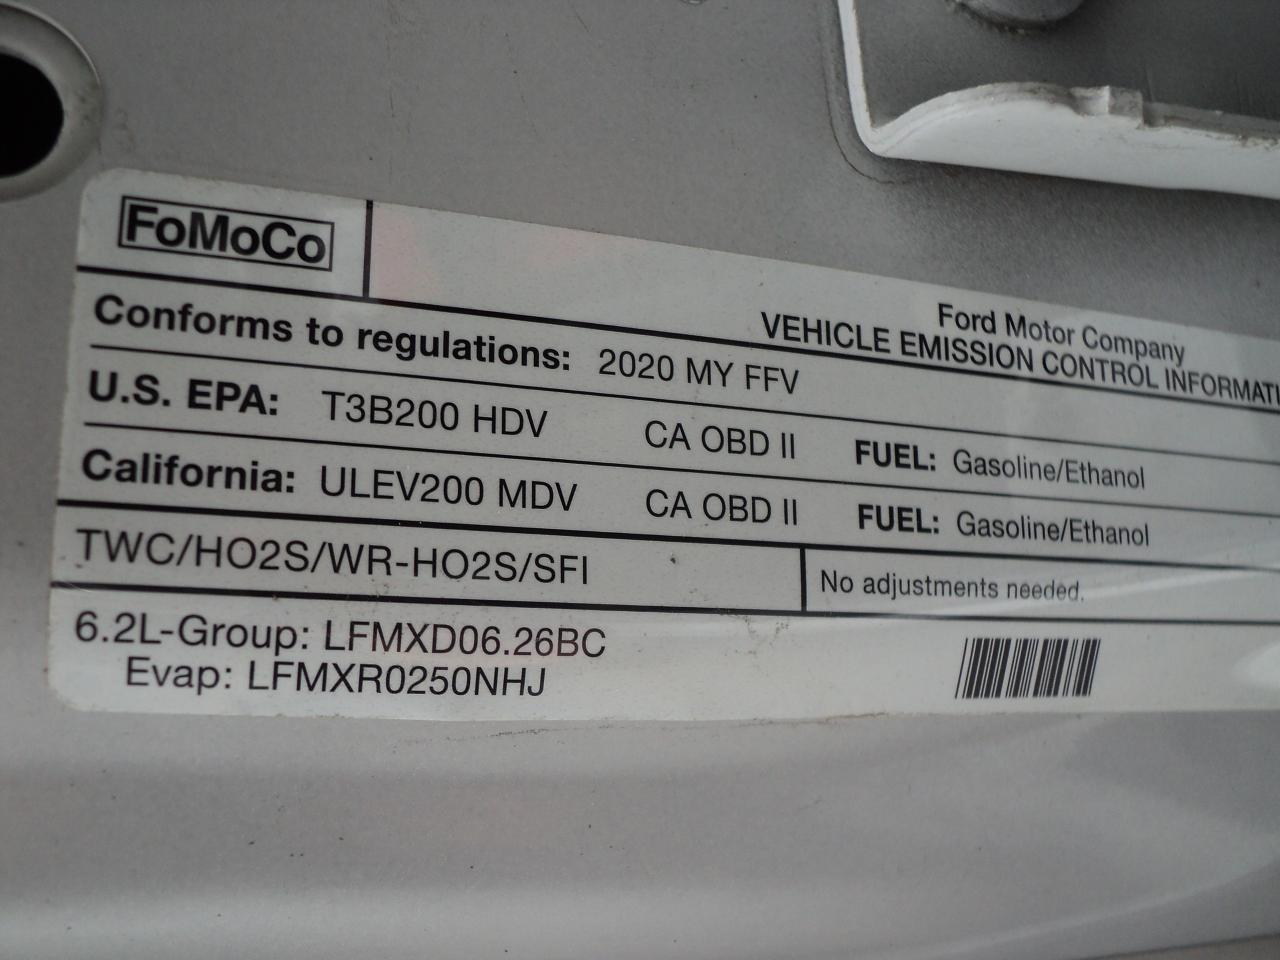 FoMoCo
Ford Motor Company
VEHICLE EMISSION CONTROL
Conforms to regulations: 2020 MY FFV
U.S. EPA: T3B200 HDV CA OBD II FUEL: Gasoline/Ethanol
California: ULEV200 MDV CA OBD II FUEL: Gasoline/Ethanol
TWC/HO2S/WR-HO2S/SFI No adjustments needed.
6.2L-Group: LFMXD06.26BC
Evap: LFMXR0250NHJ